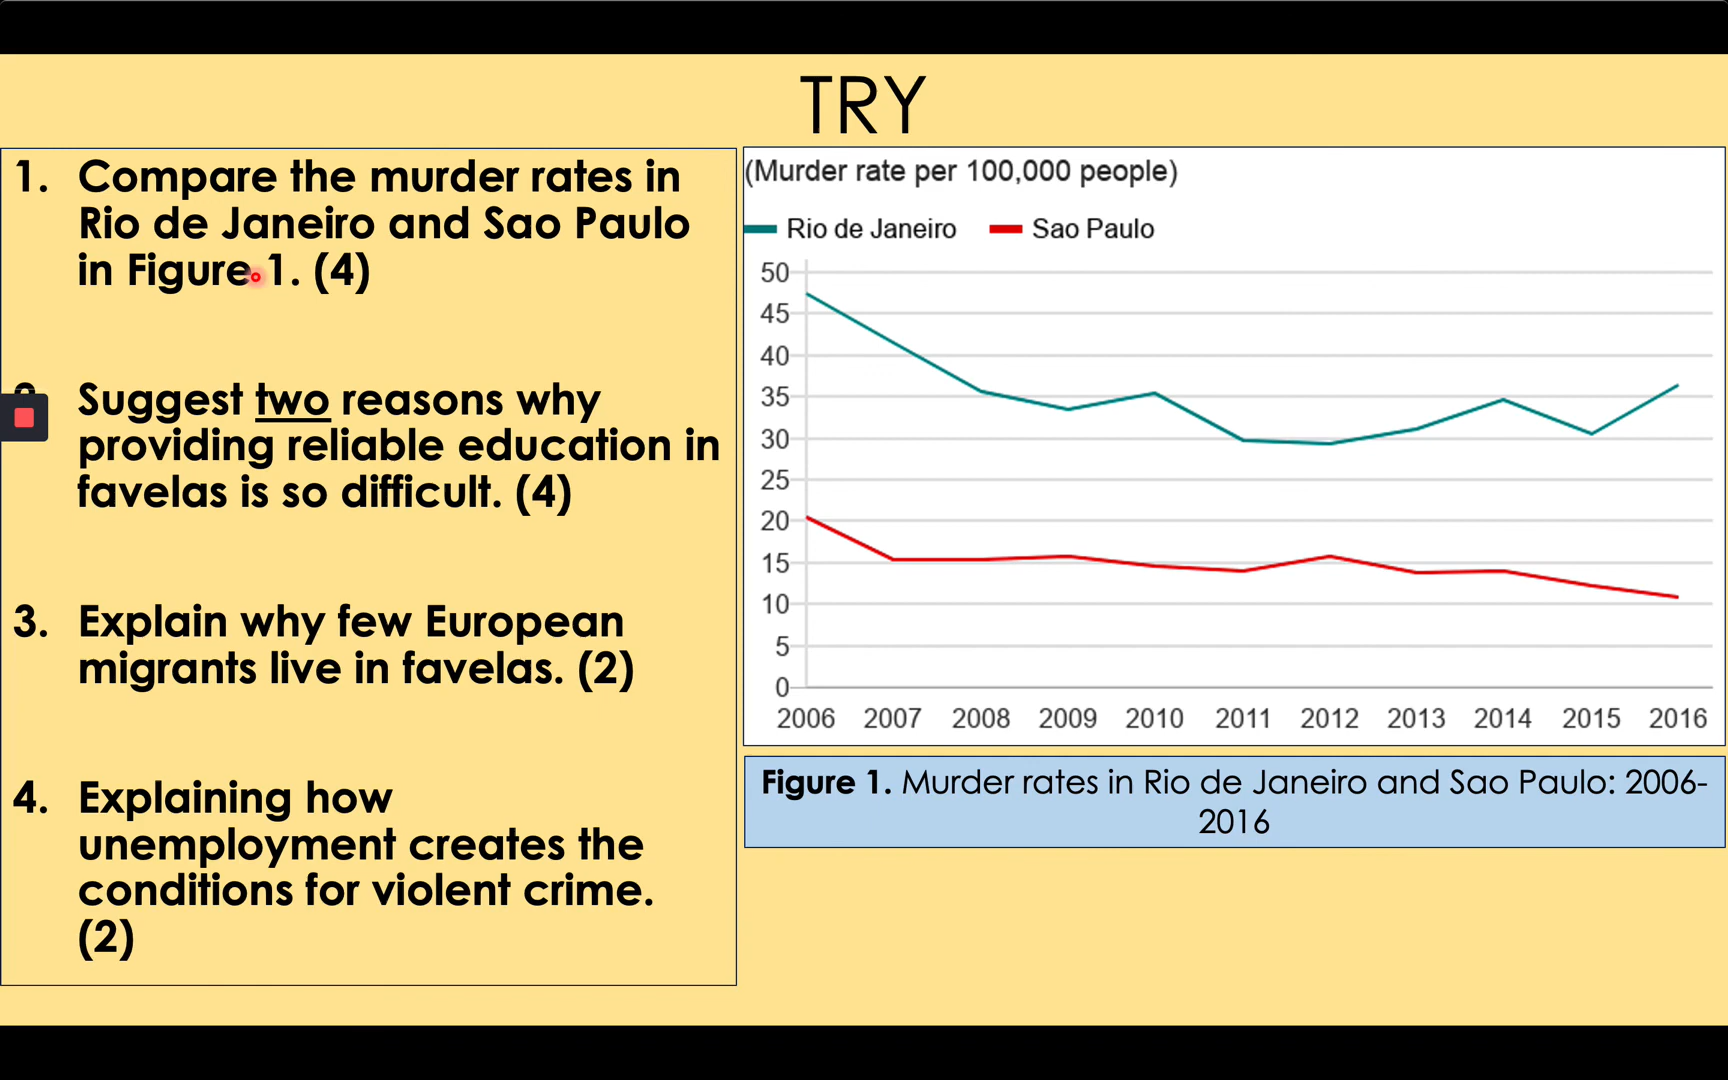 TRY
1. Compare the murder rates in
Rio de Janeiro and Sao Paulo
in Figure 1. (4)
Suggest two reasons why
providing reliable education in
favelas is so difficult. (4)
3. Explain why few European
migrants live in favelas. (2)
4. Explaining how
unemployment creates the
conditions for violent crime.
(2)
(Murder rate per 100,000 people)
Rio de Janeiro Sao Paulo
50
45
40
35
30
25
20
15
10
5
0
2006 2007 2008 2009 2010 2011 2012 2013 2014 2015 2016
Figure 1. Murder rates in Rio de Janeiro and Sao Paulo: 2006-
2016